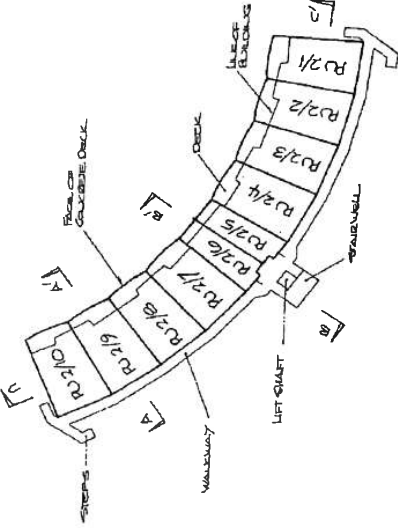 D'
LINE OF
BUILDING
RJ2/1
RJ2/2
RJ2/3
RJ2/4
RJ2/5
RJ2/6
RJ2/7
RJ2/8
RJ2/9
RJ2/10
DECK
FACE OF
CONCRETE DECK
B'
A'
D
A
B
STEPS
WALKWAY
LIFT SHAFT
STAIRWELL